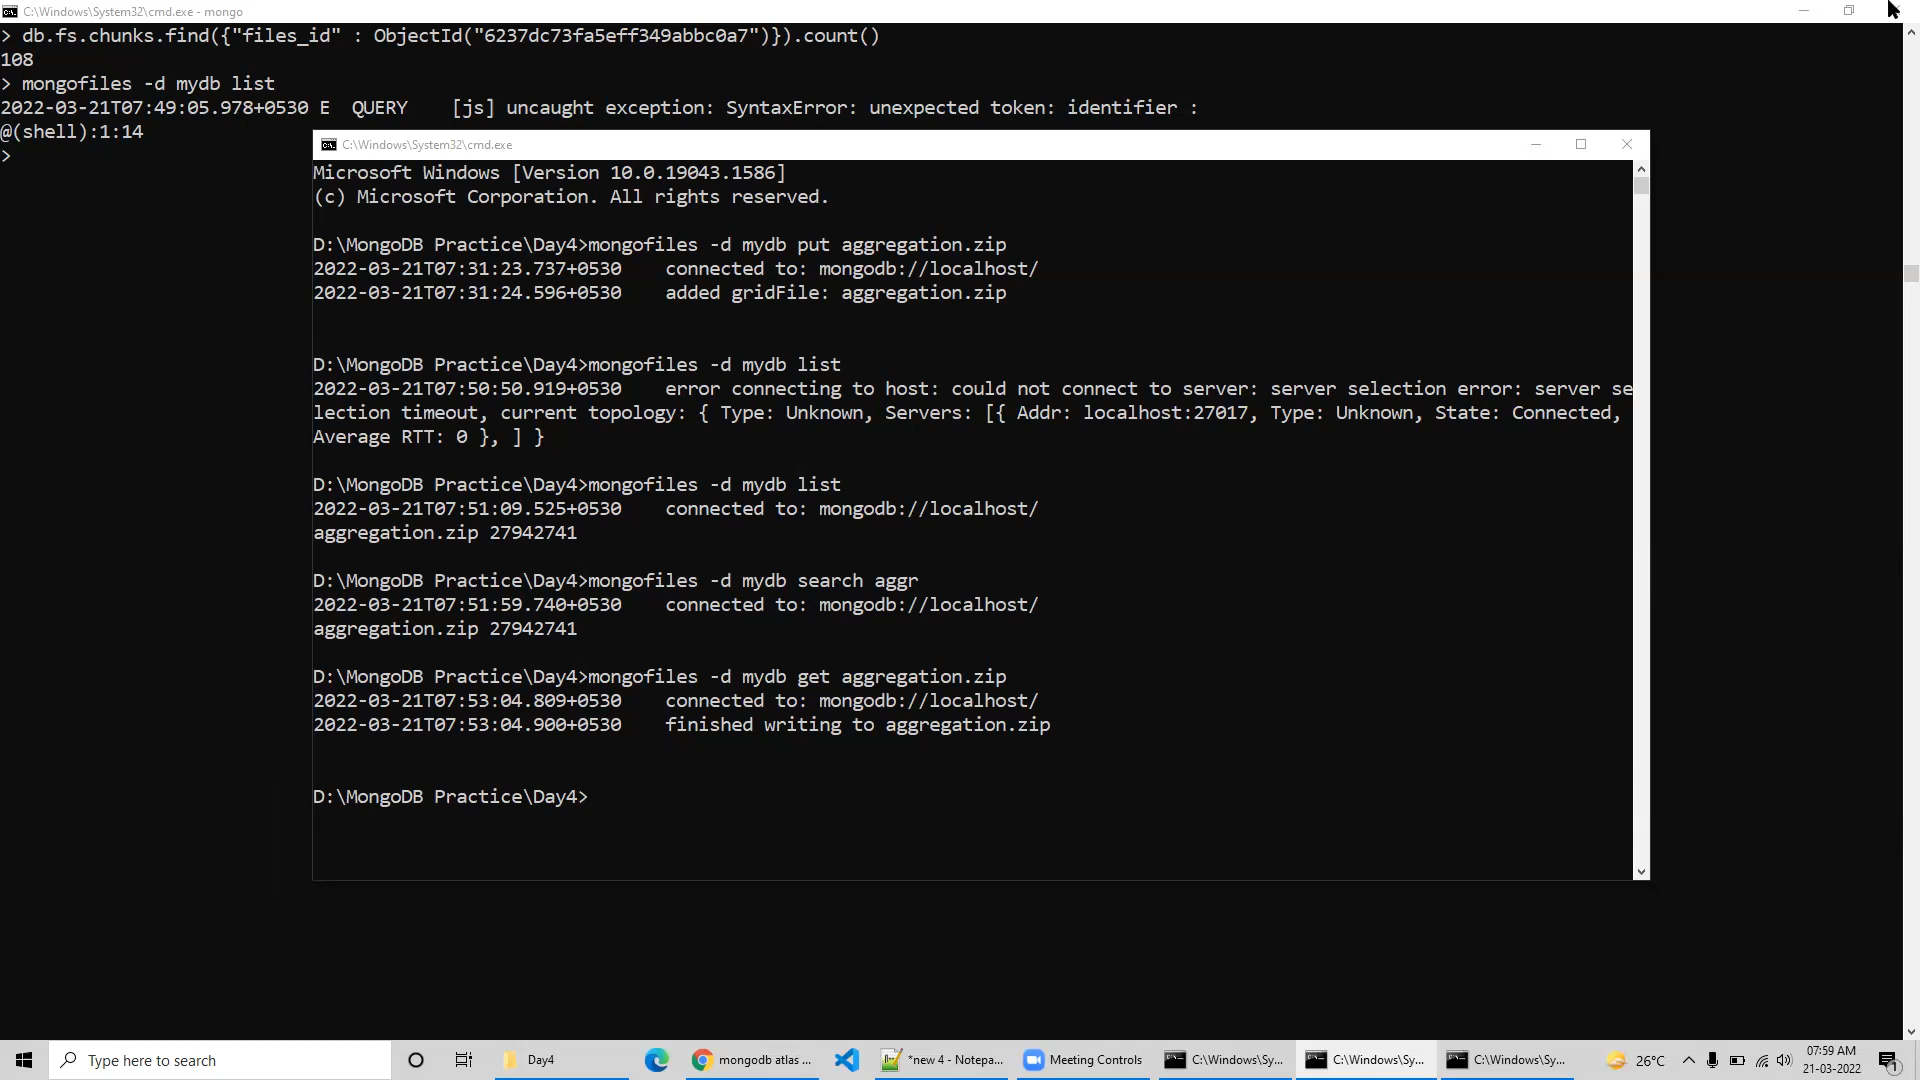 C:\Windows\System32\cmd.exe - mongo
> db.fs.chunks.find({"files_id" : ObjectId("6237dc73fa5eff349abbc0a7")}).count()
108
> mongofiles -d mydb list
2022-03-21T07:49:05.978+0530 E  QUERY    [js] uncaught exception: SyntaxError: unexpected token: identifier :
@(shell):1:14
>
C:\Windows\System32\cmd.exe
Microsoft Windows [Version 10.0.19043.1586]
(c) Microsoft Corporation. All rights reserved.
D:\MongoDB Practice\Day4>mongofiles -d mydb put aggregation.zip
2022-03-21T07:31:23.737+0530    connected to: mongodb://localhost/
2022-03-21T07:31:24.596+0530    added gridFile: aggregation.zip
D:\MongoDB Practice\Day4>mongofiles -d mydb list
2022-03-21T07:50:50.919+0530    error connecting to host: could not connect to server: server selection error: server se
lection timeout, current topology: { Type: Unknown, Servers: [{ Addr: localhost:27017, Type: Unknown, State: Connected,
Average RTT: 0 }, ] }
D:\MongoDB Practice\Day4>mongofiles -d mydb list
2022-03-21T07:51:09.525+0530    connected to: mongodb://localhost/
aggregation.zip 27942741
D:\MongoDB Practice\Day4>mongofiles -d mydb search aggr
2022-03-21T07:51:59.740+0530    connected to: mongodb://localhost/
aggregation.zip 27942741
D:\MongoDB Practice\Day4>mongofiles -d mydb get aggregation.zip
2022-03-21T07:53:04.809+0530    connected to: mongodb://localhost/
2022-03-21T07:53:04.900+0530    finished writing to aggregation.zip
D:\MongoDB Practice\Day4>
Type here to search
Day4
mongodb atlas ...
*new 4 - Notepa...
Meeting Controls
C:\Windows\Sy...
C:\Windows\Sy...
C:\Windows\Sy...
26°C
07:59 AM
21-03-2022
1